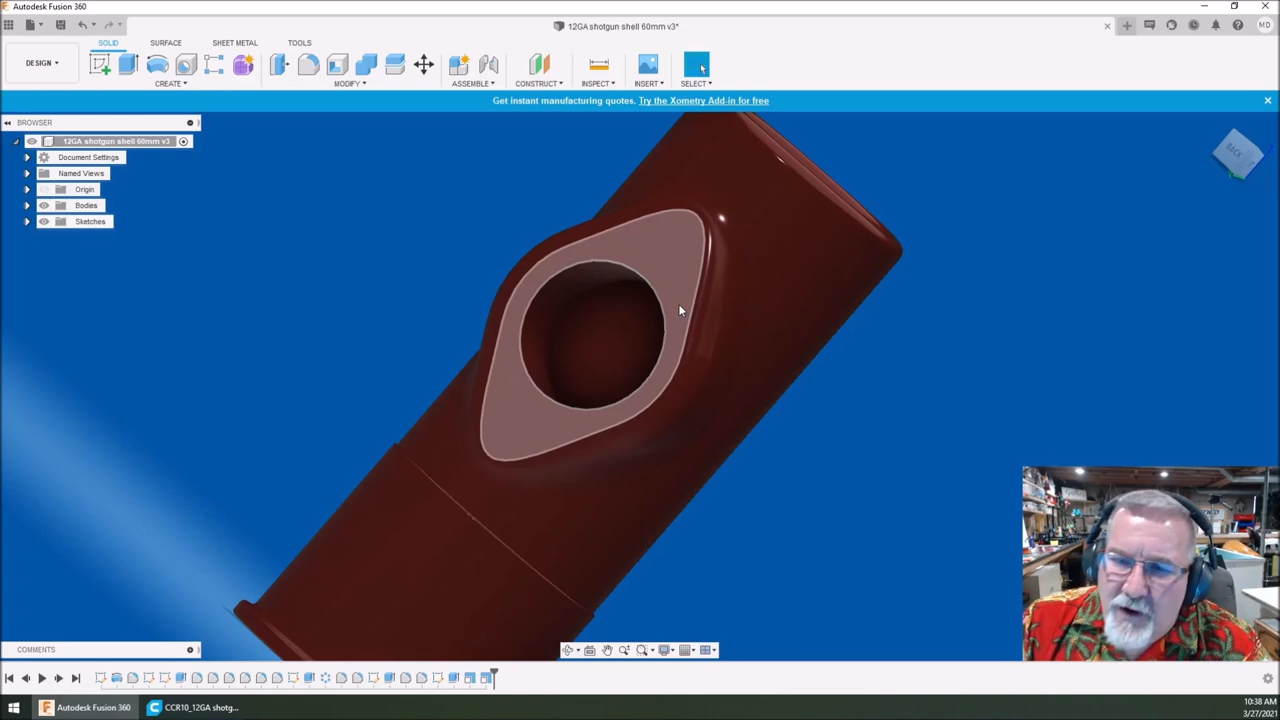 Autodesk Fusion 360
12GA shotgun shell 60mm v3*
MD
DESIGN
SOLID
SURFACE
SHEET METAL
TOOLS
CREATE
MODIFY
ASSEMBLE
CONSTRUCT
INSPECT
INSERT
SELECT
Get instant manufacturing quotes. Try the Xometry Add-in for free
BROWSER
12GA shotgun shell 60mm v3
Document Settings
Named Views
Origin
Bodies
Sketches
BACK
COMMENTS
Autodesk Fusion 360
CCR10_12GA shotg...
10:38 AM
3/27/2021